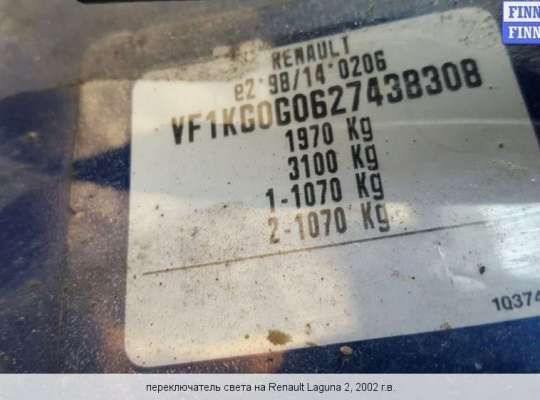 FINN
FINN
RENAULT
e2*98/14*0206
VF1KG0G0627438308
1970 Kg
3100 Kg
1-1070 Kg
2-1070 Kg
1Q374
переключатель света на Renault Laguna 2, 2002 г.в.